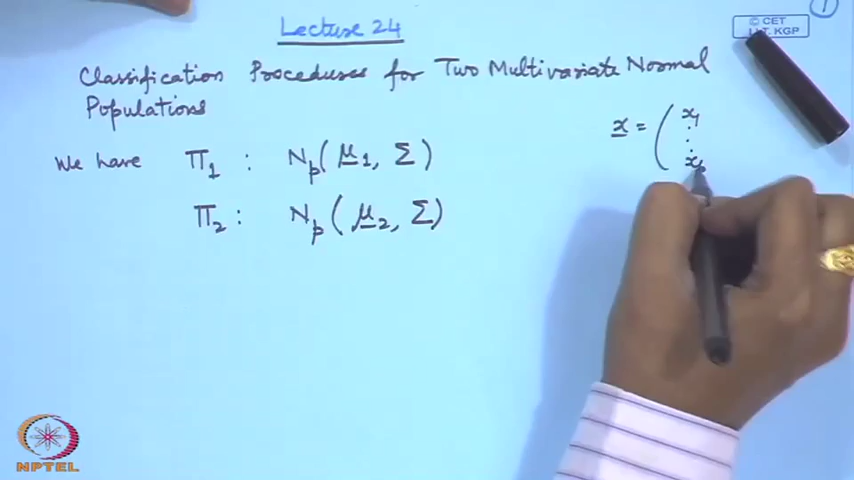 1
© CET
I.I.T. KGP
Lecture 24
Classification Procedures for Two Multivariate Normal
Populations
We have Π₁ : Nₚ(μ₁, Σ)
Π₂ : Nₚ(μ₂, Σ)
x = ( x₁
⋮
xₚ
NPTEL